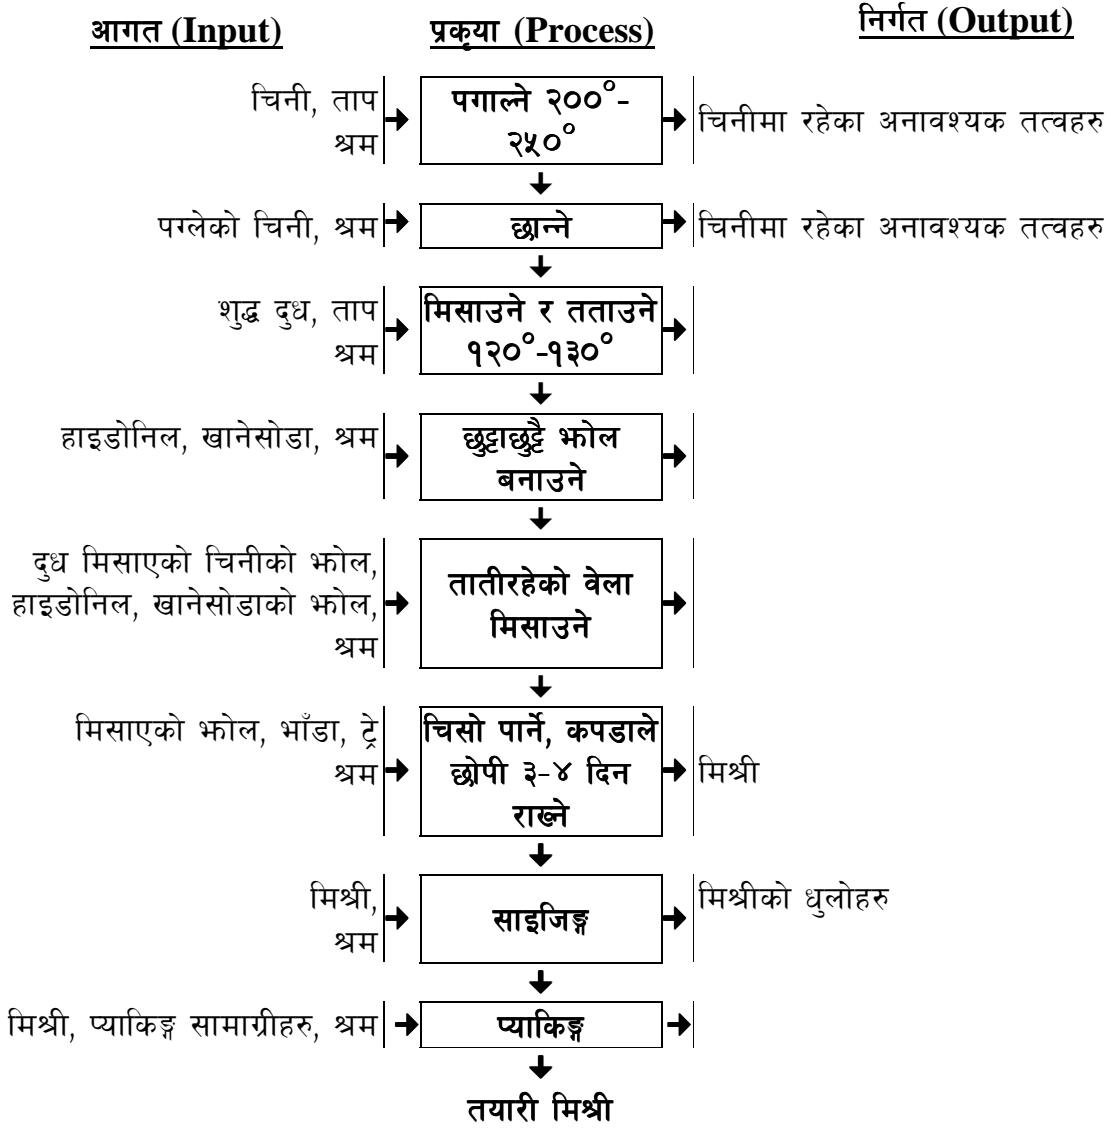 आगत (Input) प्रकृया (Process) निर्गत (Output)
चिनी, ताप
श्रम
पगाल्ने २००°-
२५०°
चिनीमा रहेका अनावश्यक तत्वहरु
पग्लेको चिनी, श्रम
छान्ने
चिनीमा रहेका अनावश्यक तत्वहरु
शुद्ध दुध, ताप
श्रम
मिसाउने र तताउने
१२०°-१३०°
हाइडोनिल, खानेसोडा, श्रम
छुट्टाछुट्टै झोल
बनाउने
दुध मिसाएको चिनीको झोल,
हाइडोनिल, खानेसोडाको झोल,
श्रम
तातीरहेको वेला
मिसाउने
मिसाएको झोल, भाँडा, ट्रे
श्रम
चिसो पार्ने, कपडाले
छोपी ३-४ दिन
राख्ने
मिश्री
मिश्री,
श्रम
साइजिङ्ग
मिश्रीको धुलोहरु
मिश्री, प्याकिङ्ग सामाग्रीहरु, श्रम
प्याकिङ्ग
तयारी मिश्री